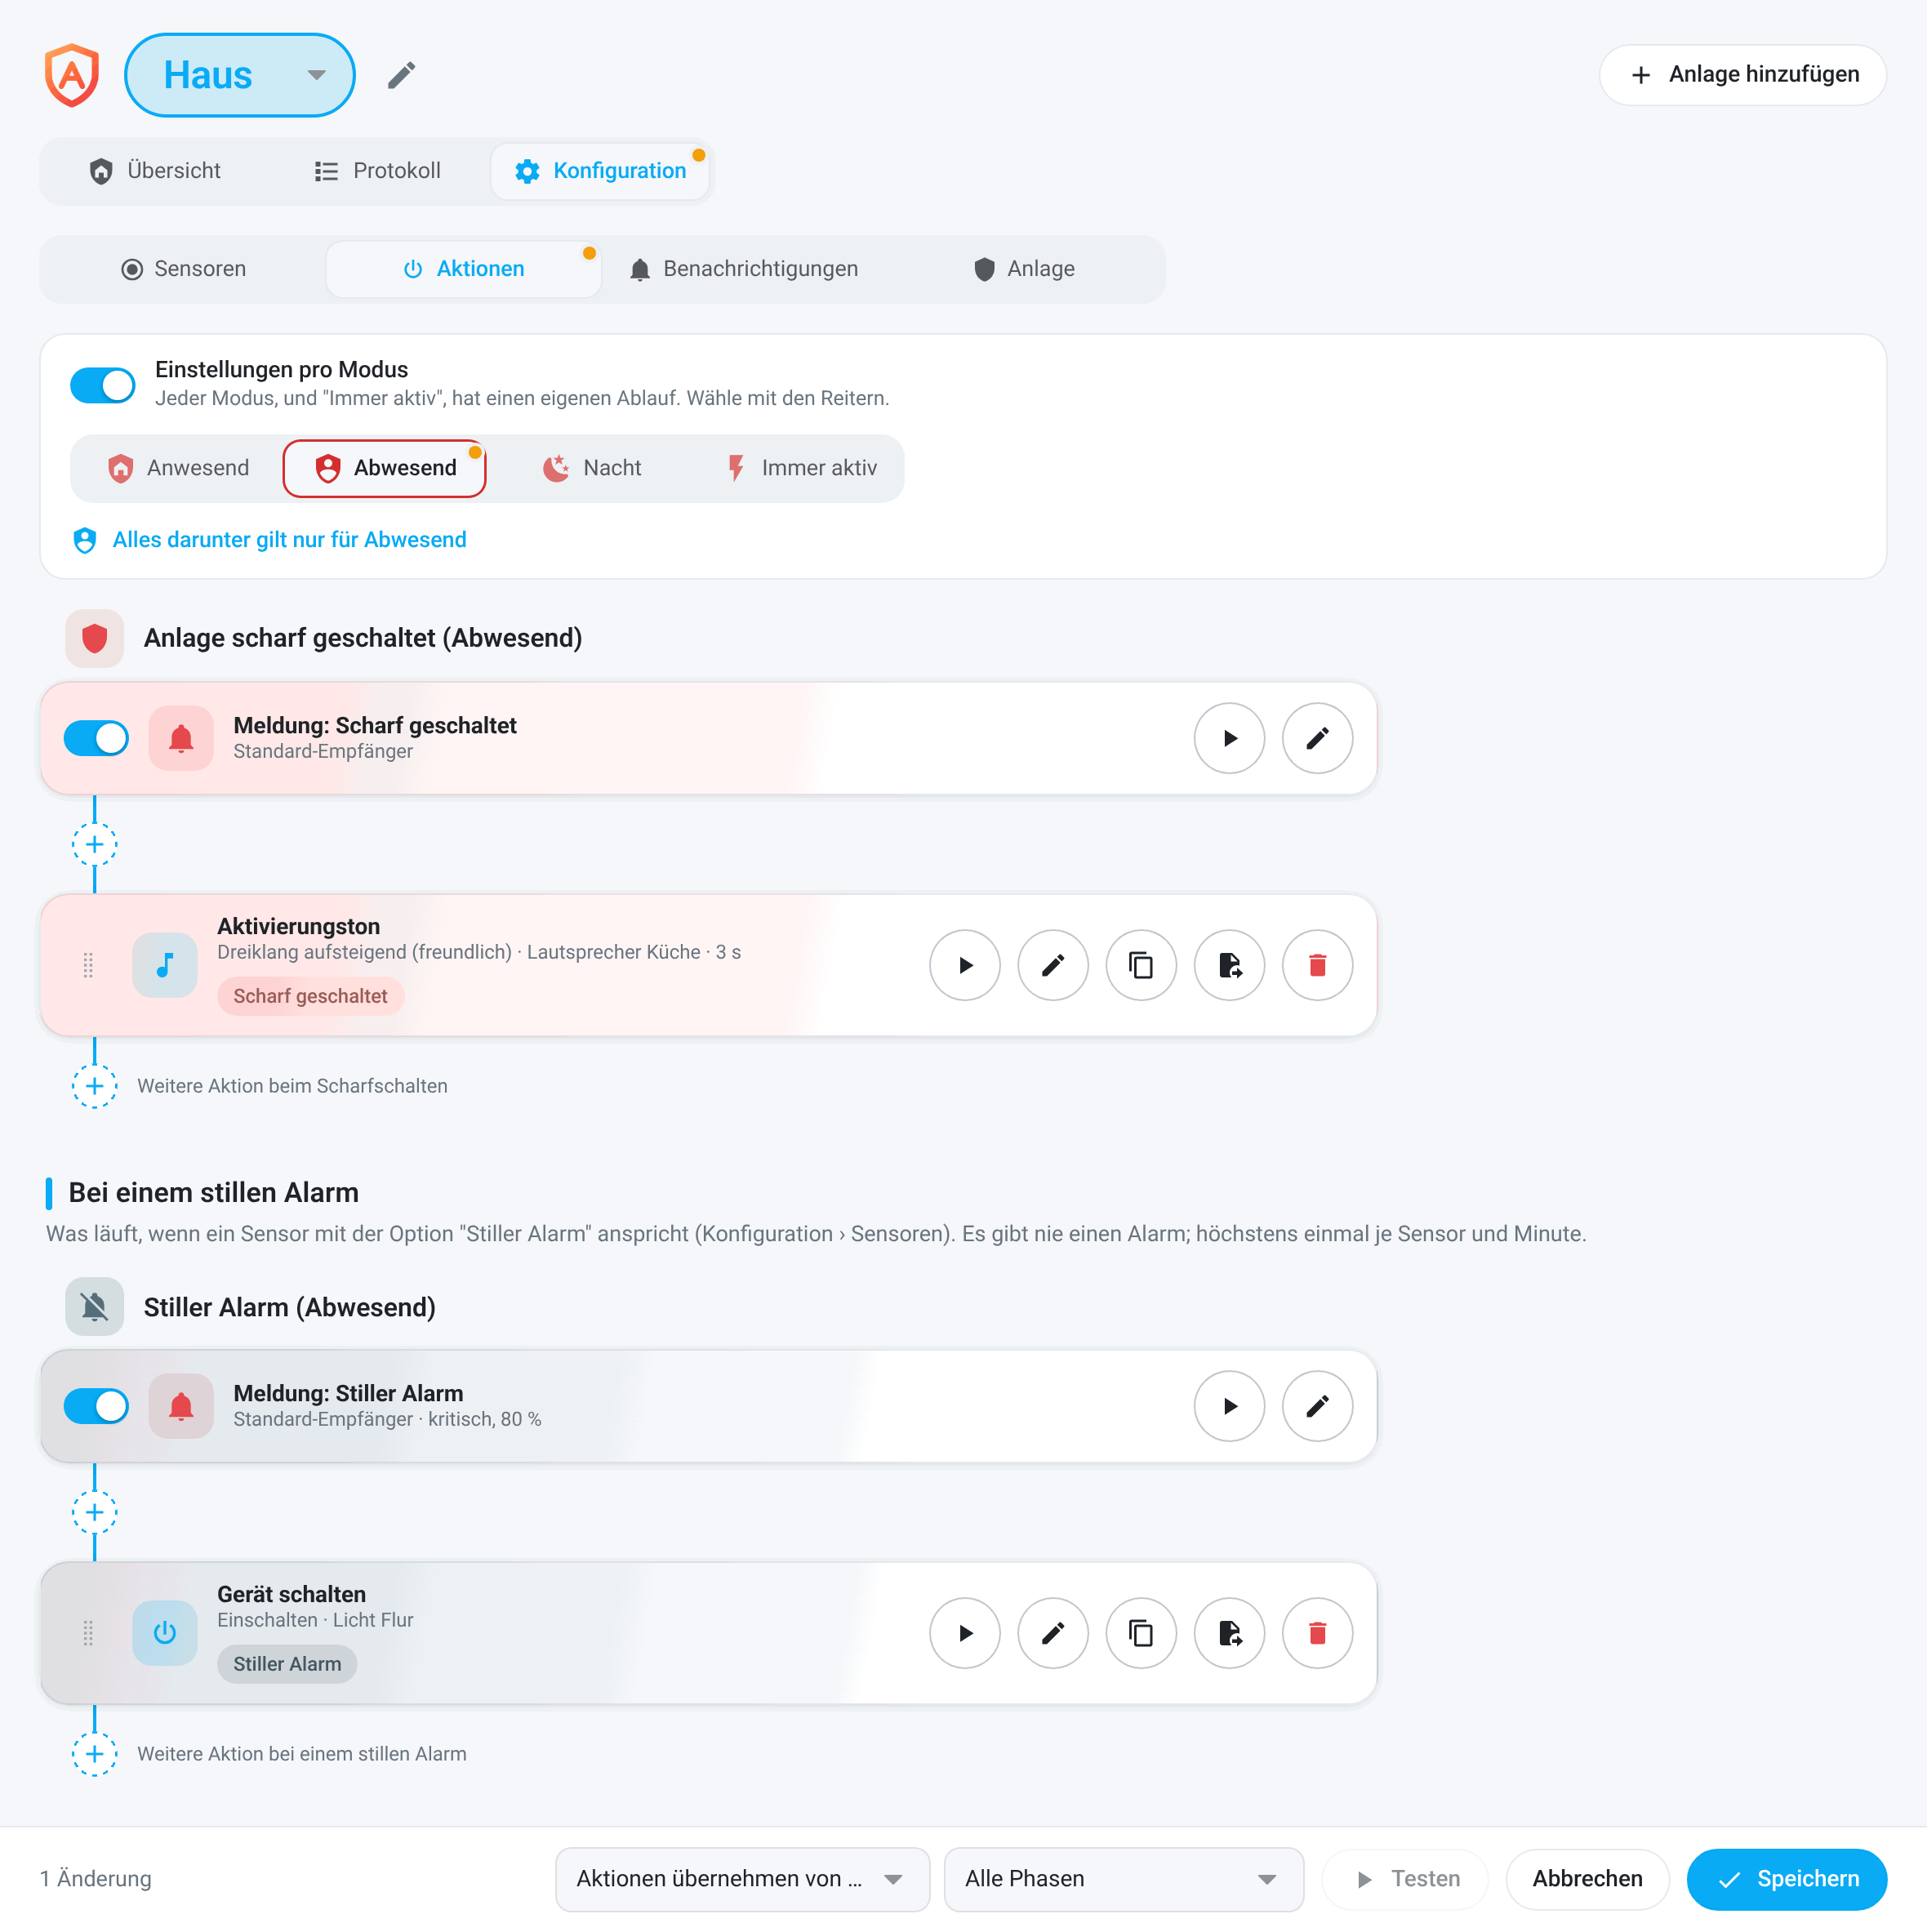 Haus
Anlage hinzufügen
Übersicht
Protokoll
Konfiguration
Sensoren
Aktionen
Benachrichtigungen
Anlage
Einstellungen pro Modus
Jeder Modus, und "Immer aktiv", hat einen eigenen Ablauf. Wähle mit den Reitern.
Anwesend
Abwesend
Nacht
Immer aktiv
Alles darunter gilt nur für Abwesend
Anlage scharf geschaltet (Abwesend)
Meldung: Scharf geschaltet
Standard-Empfänger
Aktivierungston
Dreiklang aufsteigend (freundlich) · Lautsprecher Küche · 3 s
Scharf geschaltet
Weitere Aktion beim Scharfschalten
Bei einem stillen Alarm
Was läuft, wenn ein Sensor mit der Option "Stiller Alarm" anspricht (Konfiguration › Sensoren). Es gibt nie einen Alarm; höchstens einmal je Sensor und Minute.
Stiller Alarm (Abwesend)
Meldung: Stiller Alarm
Standard-Empfänger · kritisch, 80 %
Gerät schalten
Einschalten · Licht Flur
Stiller Alarm
Weitere Aktion bei einem stillen Alarm
1 Änderung
Aktionen übernehmen von ...
Alle Phasen
Testen
Abbrechen
Speichern